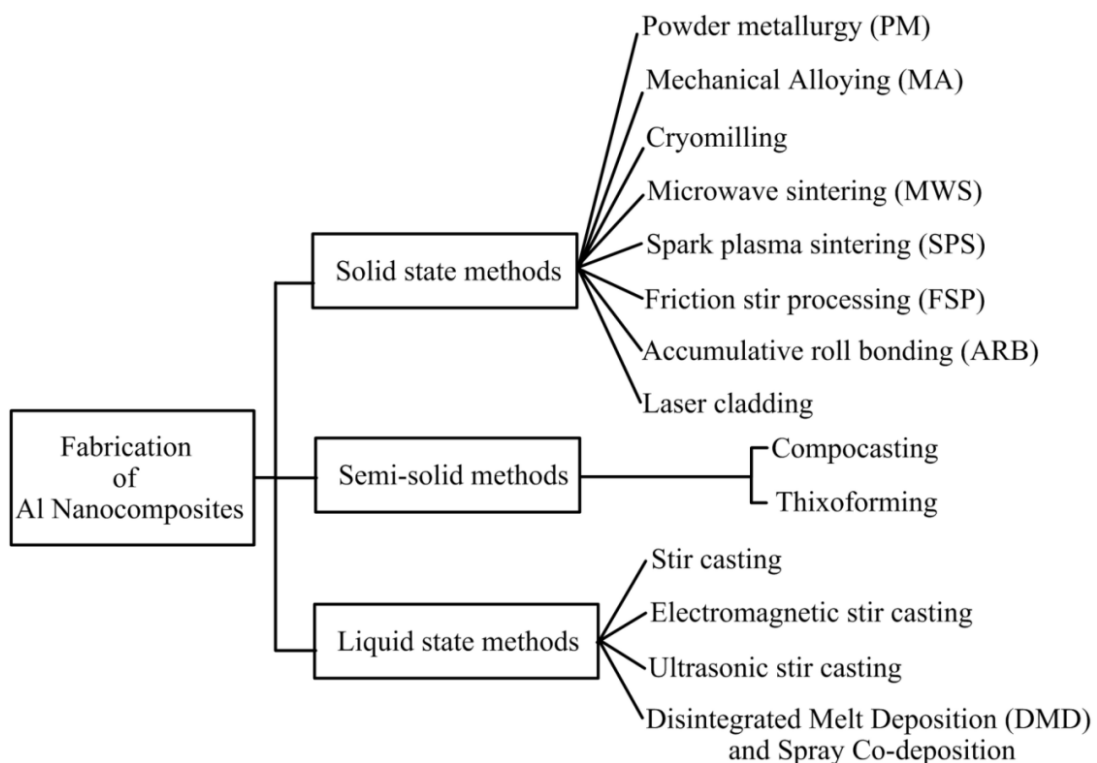 Fabrication
of
Al Nanocomposites
Solid state methods
Powder metallurgy (PM)
Mechanical Alloying (MA)
Cryomilling
Microwave sintering (MWS)
Spark plasma sintering (SPS)
Friction stir processing (FSP)
Accumulative roll bonding (ARB)
Laser cladding
Semi-solid methods
Compocasting
Thixoforming
Liquid state methods
Stir casting
Electromagnetic stir casting
Ultrasonic stir casting
Disintegrated Melt Deposition (DMD)
and Spray Co-deposition